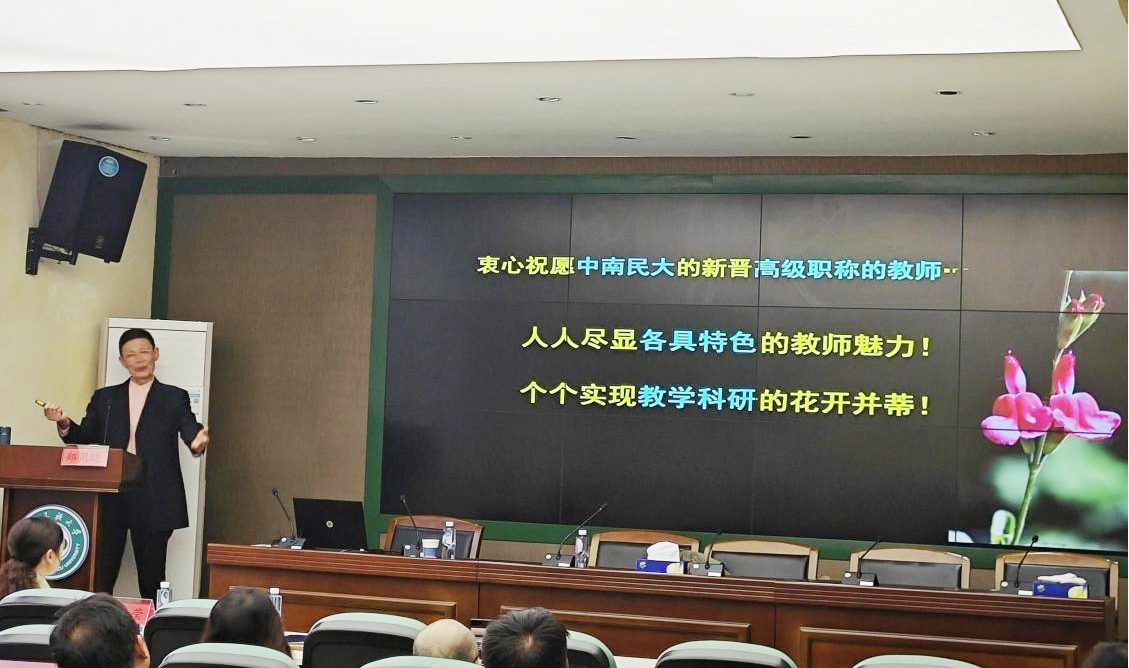 衷心祝愿中南民大的新晋高级职称的教师…
人人尽显各具特色的教师魅力!
个个实现教学科研的花开并蒂!